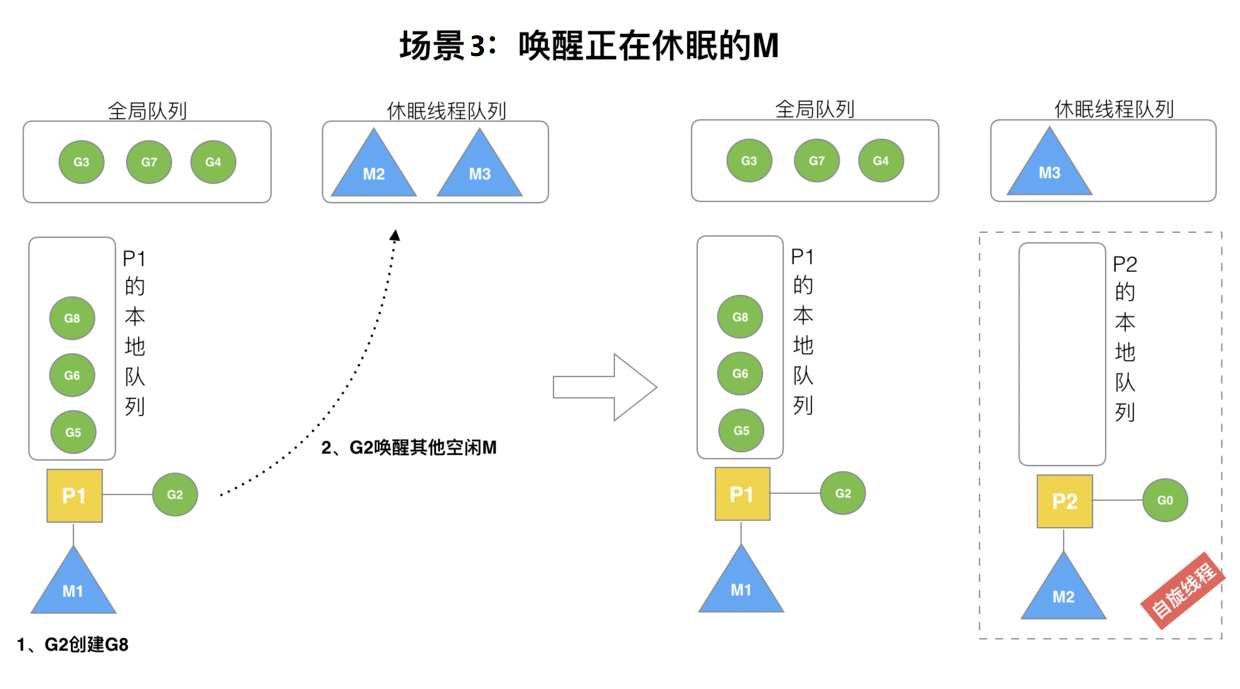 场景3：唤醒正在休眠的M
全局队列
G3
G7
G4
休眠线程队列
M2
M3
P1的本地队列
G8
G6
G5
P1
G2
2、G2唤醒其他空闲M
M1
1、G2创建G8
全局队列
G3
G7
G4
休眠线程队列
M3
P1的本地队列
G8
G6
G5
P1
G2
M1
P2的本地队列
P2
G0
M2
自旋线程